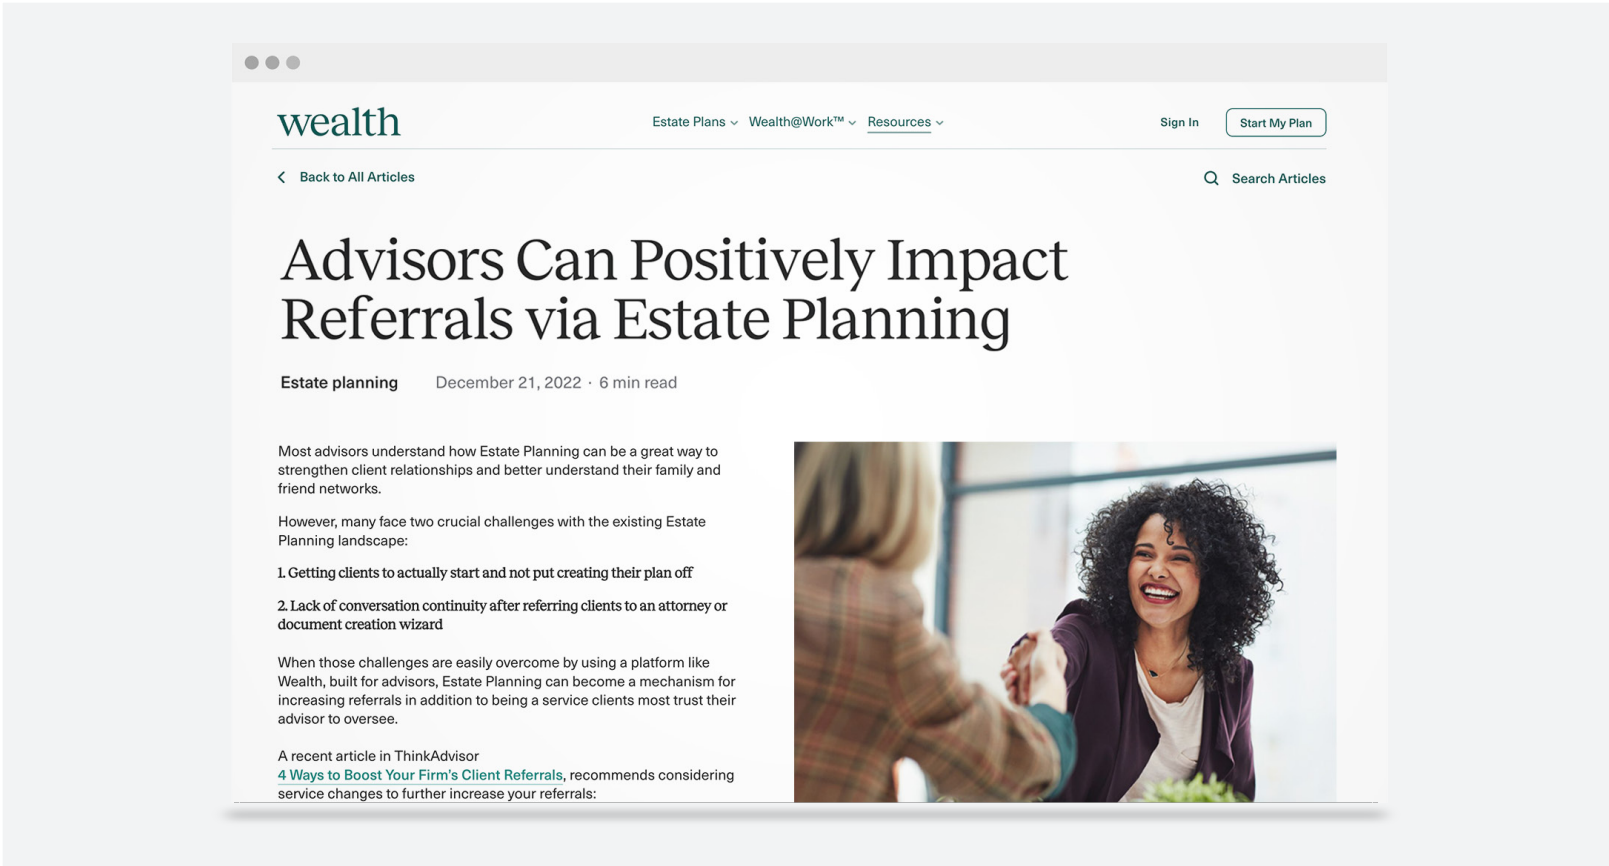 wealth
Estate Plans
Wealth@Work™
Resources
Sign In
Start My Plan
Back to All Articles
Search Articles
Advisors Can Positively Impact
Referrals via Estate Planning
Estate planning
December 21, 2022 · 6 min read
Most advisors understand how Estate Planning can be a great way to
strengthen client relationships and better understand their family and
friend networks.
However, many face two crucial challenges with the existing Estate
Planning landscape:
1. Getting clients to actually start and not put creating their plan off
2. Lack of conversation continuity after referring clients to an attorney or
document creation wizard
When those challenges are easily overcome by using a platform like
Wealth, built for advisors, Estate Planning can become a mechanism for
increasing referrals in addition to being a service clients most trust their
advisor to oversee.
A recent article in ThinkAdvisor
4 Ways to Boost Your Firm's Client Referrals, recommends considering
service changes to further increase your referrals: